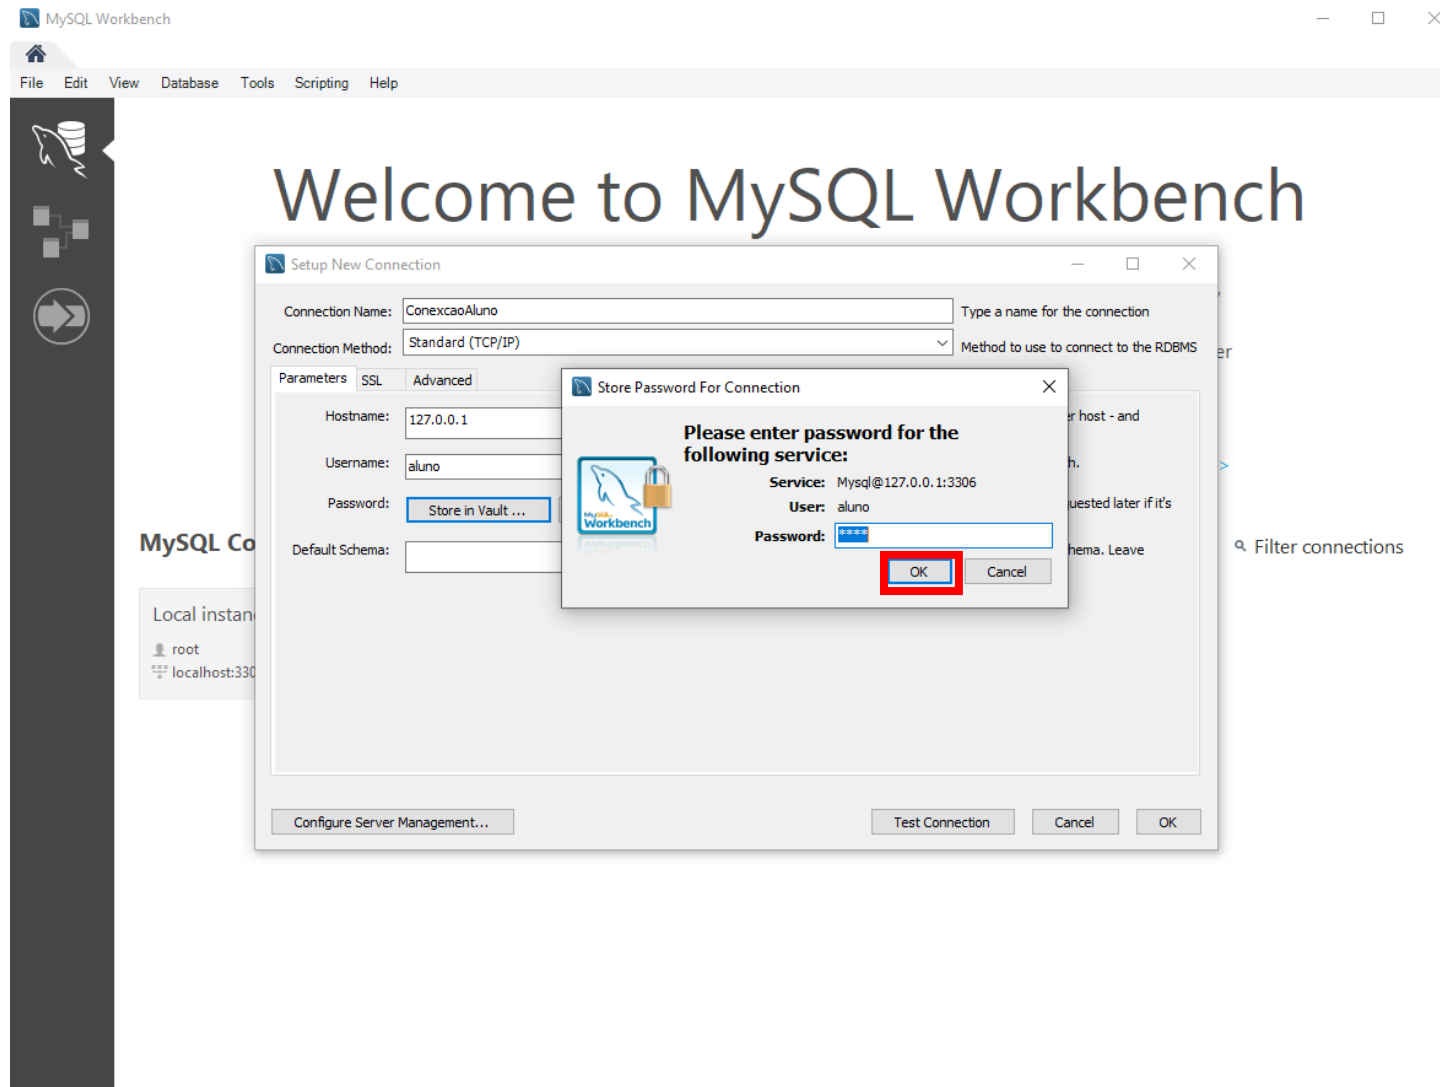 MySQL Workbench
File Edit View Database Tools Scripting Help
Welcome to MySQL Workbench
Setup New Connection
Connection Name: ConexcaoAluno Type a name for the connection
Connection Method: Standard (TCP/IP) Method to use to connect to the RDBMS
er
Parameters SSL Advanced
Store Password For Connection
Hostname: 127.0.0.1
er host - and
Please enter password for the
following service:
Username: aluno
h.
>
Service: Mysql@127.0.0.1:3306
Password: Store in Vault ...
uested later if it's
User: aluno
Password: ****
Default Schema:
hema. Leave
MySQL Co
Filter connections
OK Cancel
MySQL
Workbench
Local instan
root
localhost:330
Configure Server Management... Test Connection Cancel OK